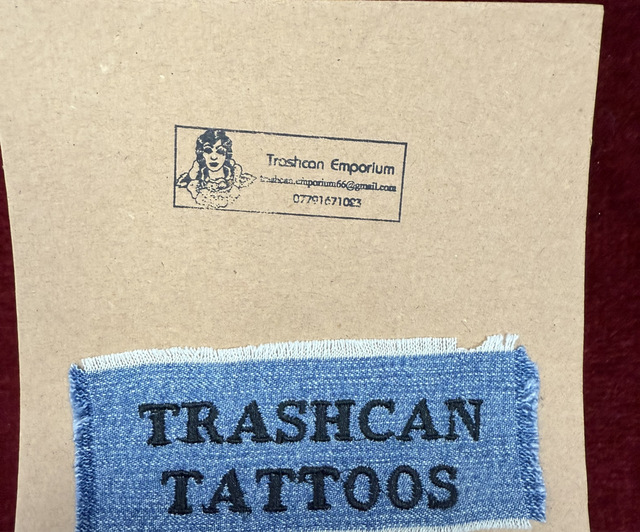 Trashcan Emporium
trashcan.emporium66@gmail.com
07791671023
TRASHCAN
TATTOOS